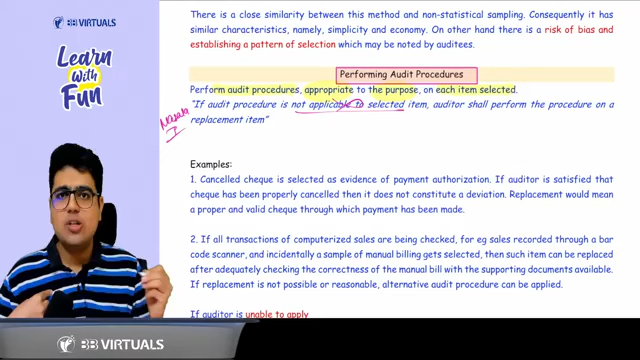 BB VIRTUALS
Learn
With
Fun
There is a close similarity between this method and non-statistical sampling. Consequently it has
similar characteristics, namely, simplicity and economy. On other hand there is a risk of bias and
establishing a pattern of selection which may be noted by auditees.
Performing Audit Procedures
Perform audit procedures, appropriate to the purpose, on each item selected.
"If audit procedure is not applicable to selected item, auditor shall perform the procedure on a
replacement item"
Examples:
1. Cancelled cheque is selected as evidence of payment authorization. If auditor is satisfied that
cheque has been properly cancelled then it does not constitute a deviation. Replacement would mean
a proper and valid cheque through which payment has been made.
2. If all transactions of computerized sales are being checked, for eg sales recorded through a bar
code scanner, and incidentally a sample of manual billing gets selected, then such item can be replaced
after adequately checking the correctness of the manual bill with the supporting documents available.
If replacement is not possible or reasonable, alternative audit procedure can be applied.
If auditor is unable to apply
BB VIRTUALS